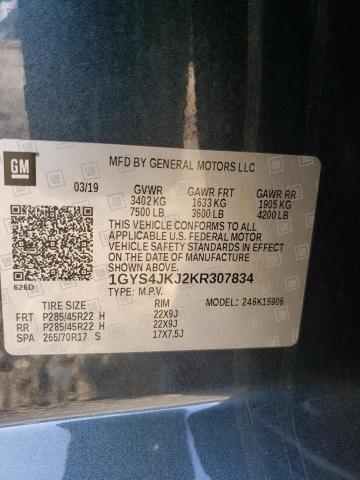 GM
MFD BY GENERAL MOTORS LLC
03/19 GVWR GAWR FRT GAWR RR
3402 KG 1633 KG 1905 KG
7500 LB 3600 LB 4200 LB
THIS VEHICLE CONFORMS TO ALL APPLICABLE
U.S. FEDERAL MOTOR
VEHICLE SAFETY,
STANDARDS IN EFFECT ON THE DATE OF
MANUFACTURE SHOWN ABOVE.
626D 1GYS4JKJ2KR307834
TYPE: M.P.V. MODEL: 246K15906
TIRE SIZE RIM
FRT P285/45R22 H 22X9J
RR P285/45R22 H 22X9J
SPA 265/70R17 S 17X7.5J